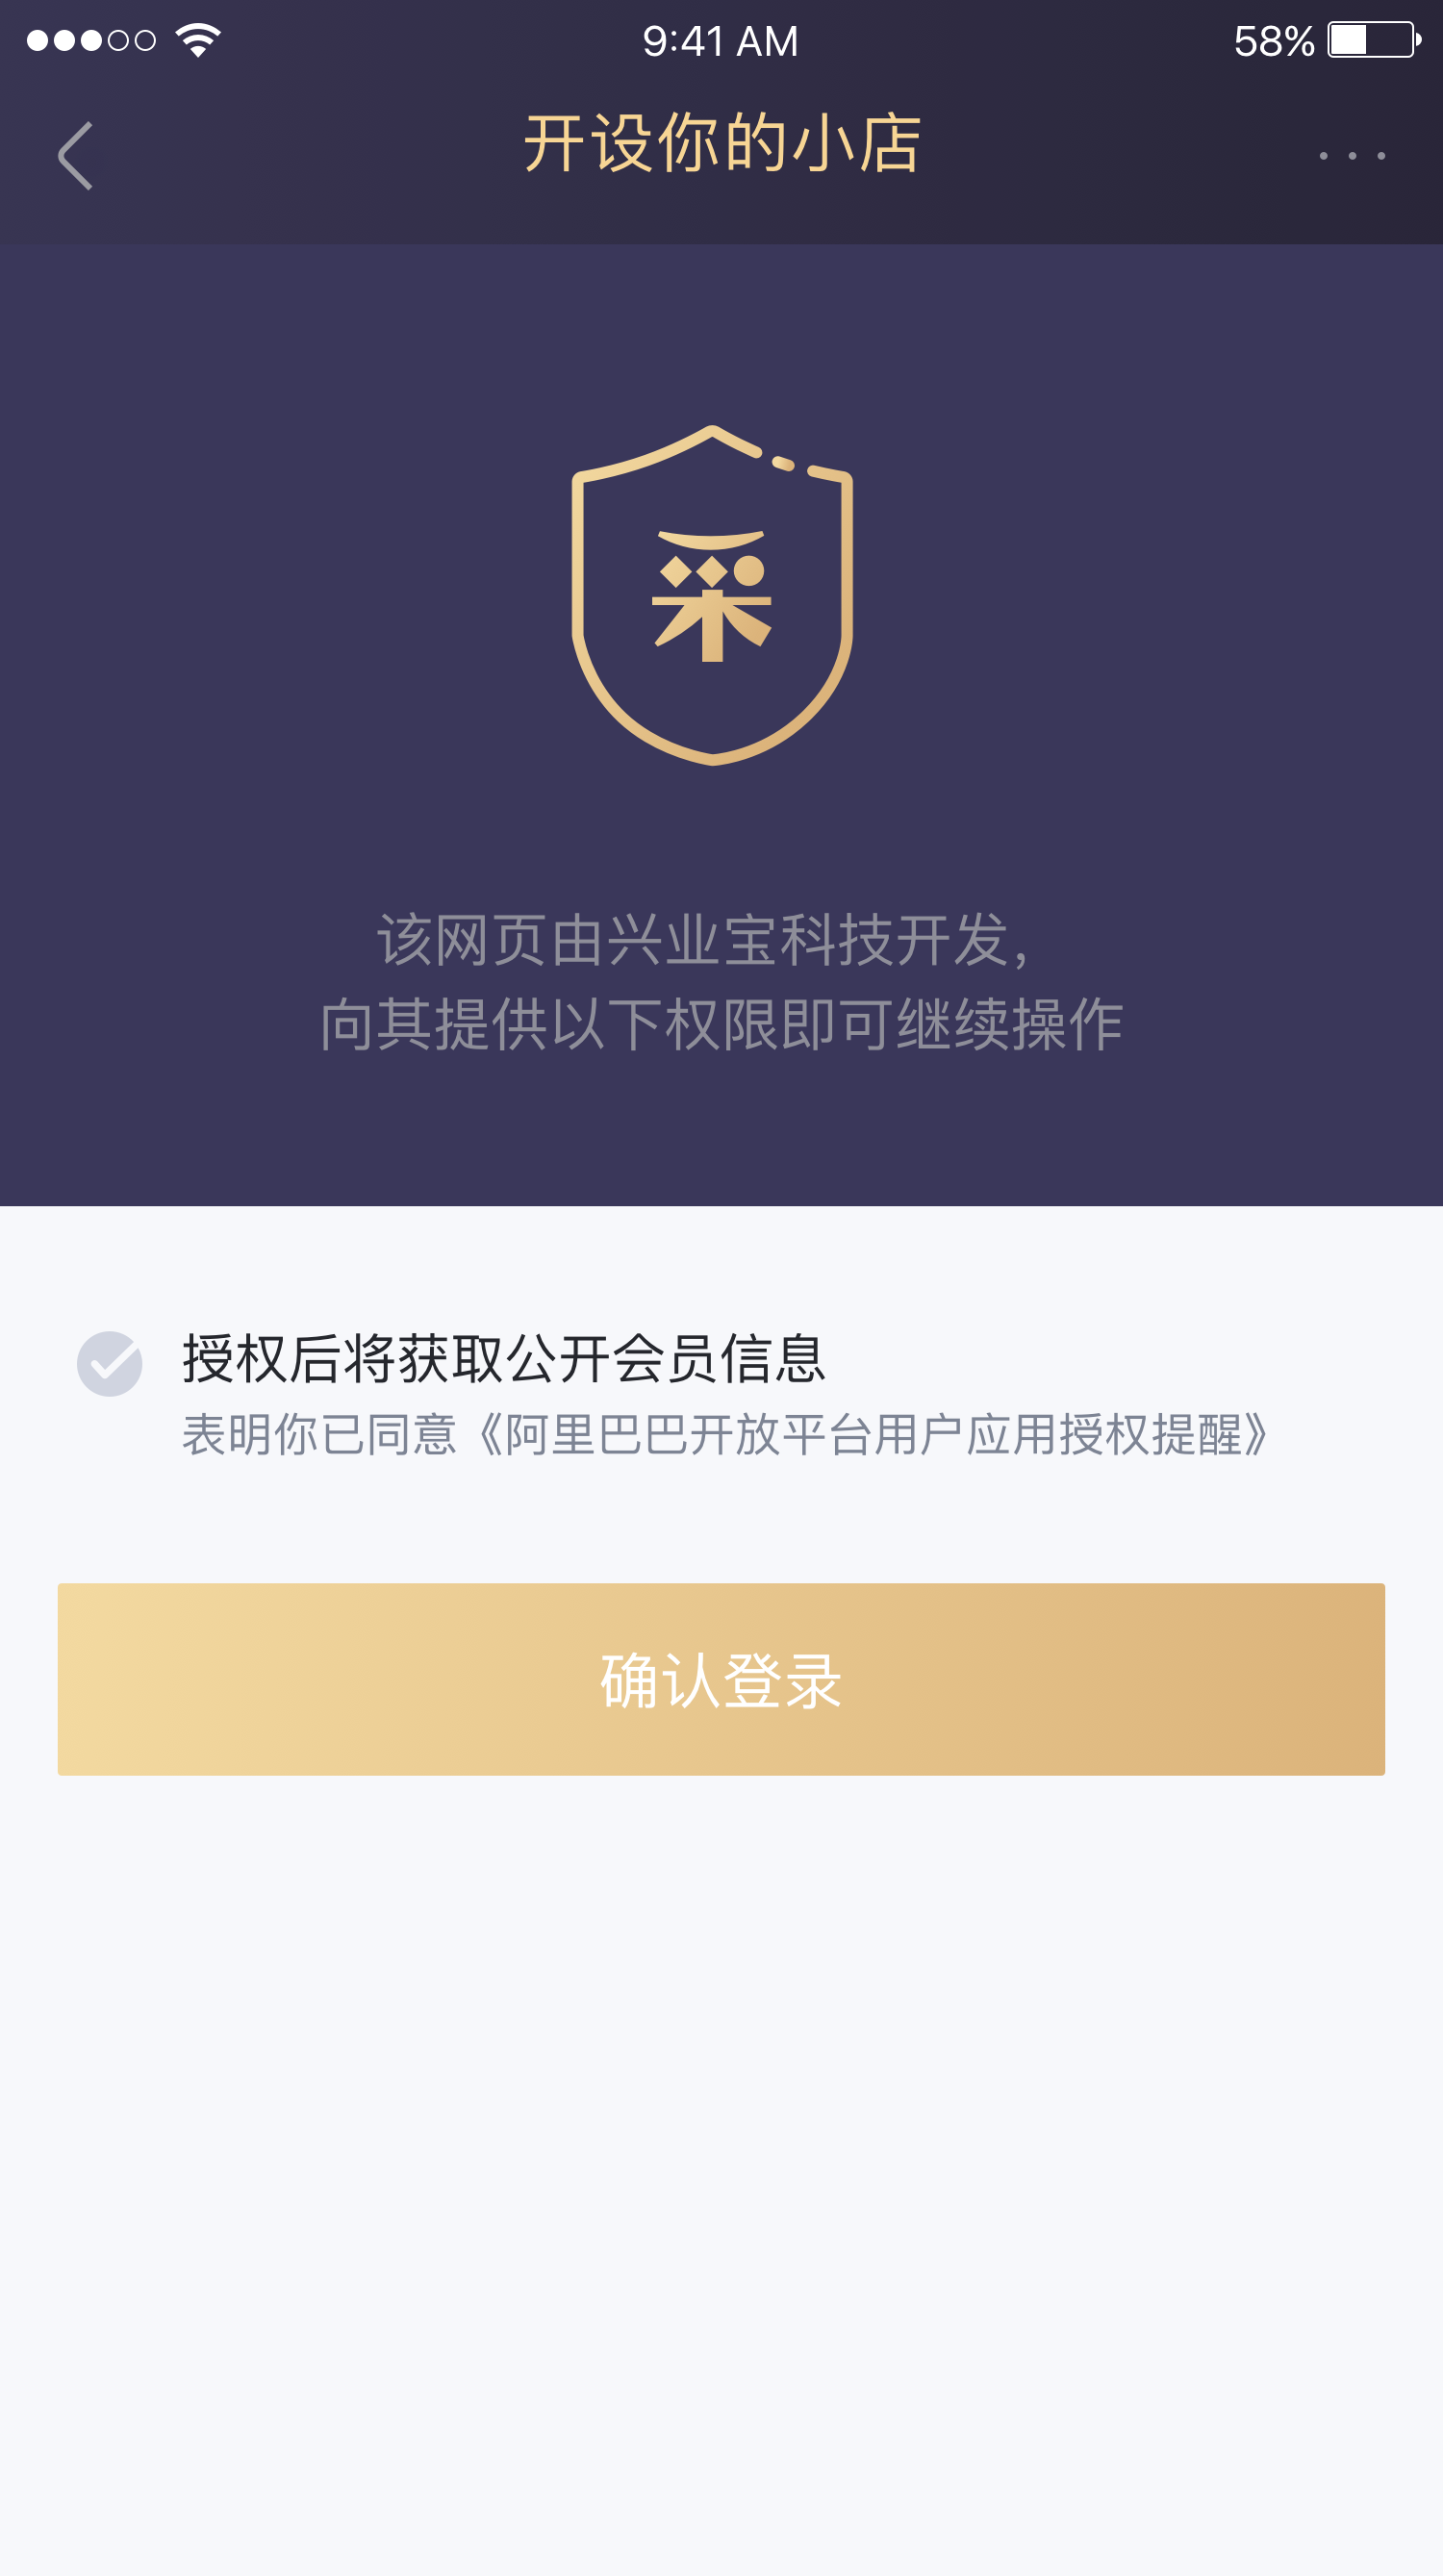 9:41 AM
58%
开设你的小店
采
该网页由兴业宝科技开发，
向其提供以下权限即可继续操作
授权后将获取公开会员信息
表明你已同意《阿里巴巴开放平台用户应用授权提醒》
确认登录